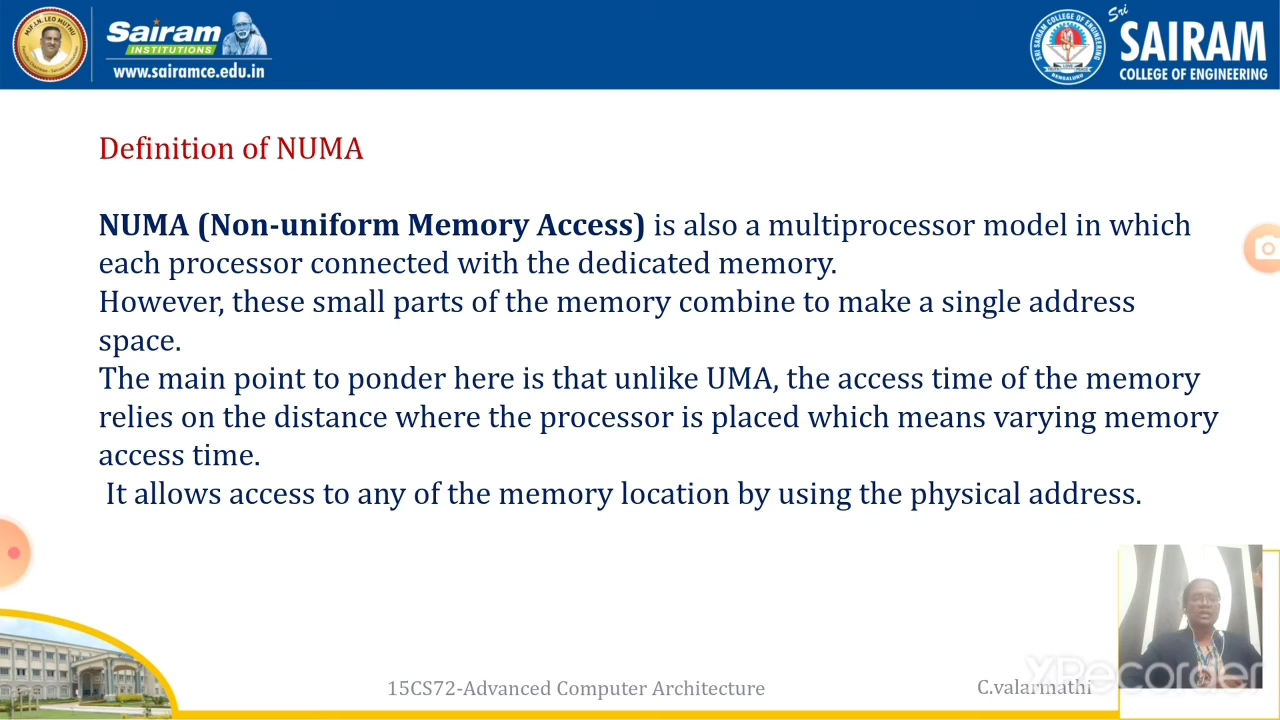 Sairam
INSTITUTIONS
www.sairamce.edu.in
Sri
SAIRAM
COLLEGE OF ENGINEERING
Definition of NUMA
NUMA (Non-uniform Memory Access) is also a multiprocessor model in which
each processor connected with the dedicated memory.
However, these small parts of the memory combine to make a single address
space.
The main point to ponder here is that unlike UMA, the access time of the memory
relies on the distance where the processor is placed which means varying memory
access time.
It allows access to any of the memory location by using the physical address.
15CS72-Advanced Computer Architecture
C.valarmathi
XRecorder